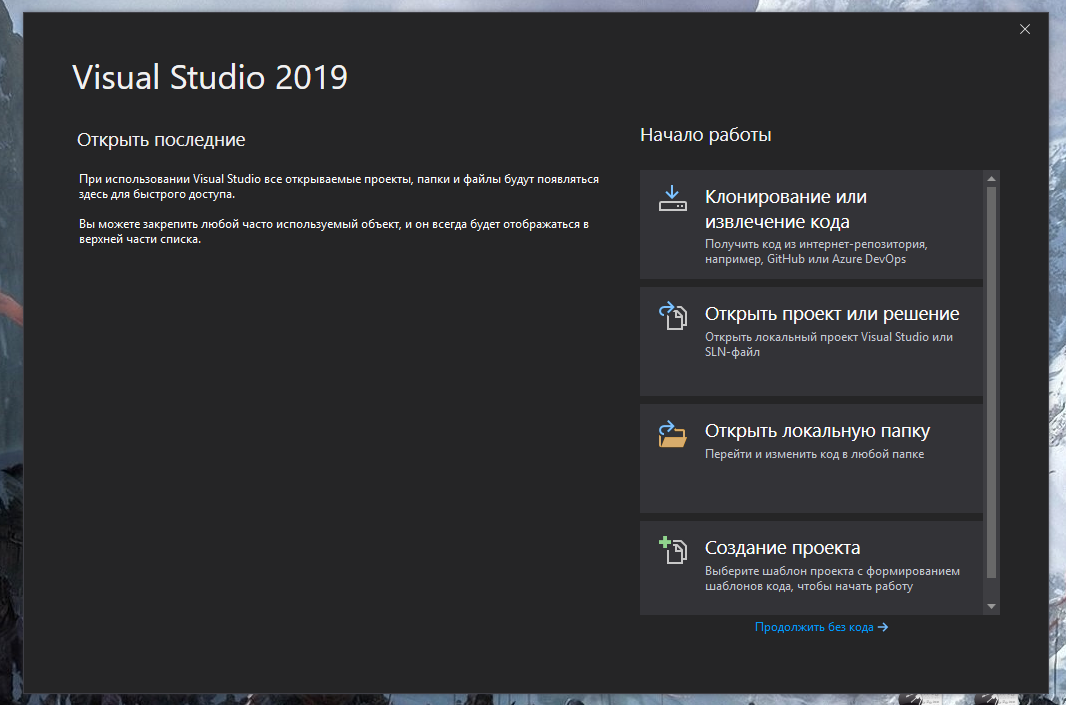 Visual Studio 2019
Открыть последние
При использовании Visual Studio все открываемые проекты, папки и файлы будут появляться
здесь для быстрого доступа.
Вы можете закрепить любой часто используемый объект, и он всегда будет отображаться в
верхней части списка.
Начало работы
Клонирование или
извлечение кода
Получить код из интернет-репозитория,
например, GitHub или Azure DevOps
Открыть проект или решение
Открыть локальный проект Visual Studio или
SLN-файл
Открыть локальную папку
Перейти и изменить код в любой папке
Создание проекта
Выберите шаблон проекта с формированием
шаблонов кода, чтобы начать работу
Продолжить без кода →